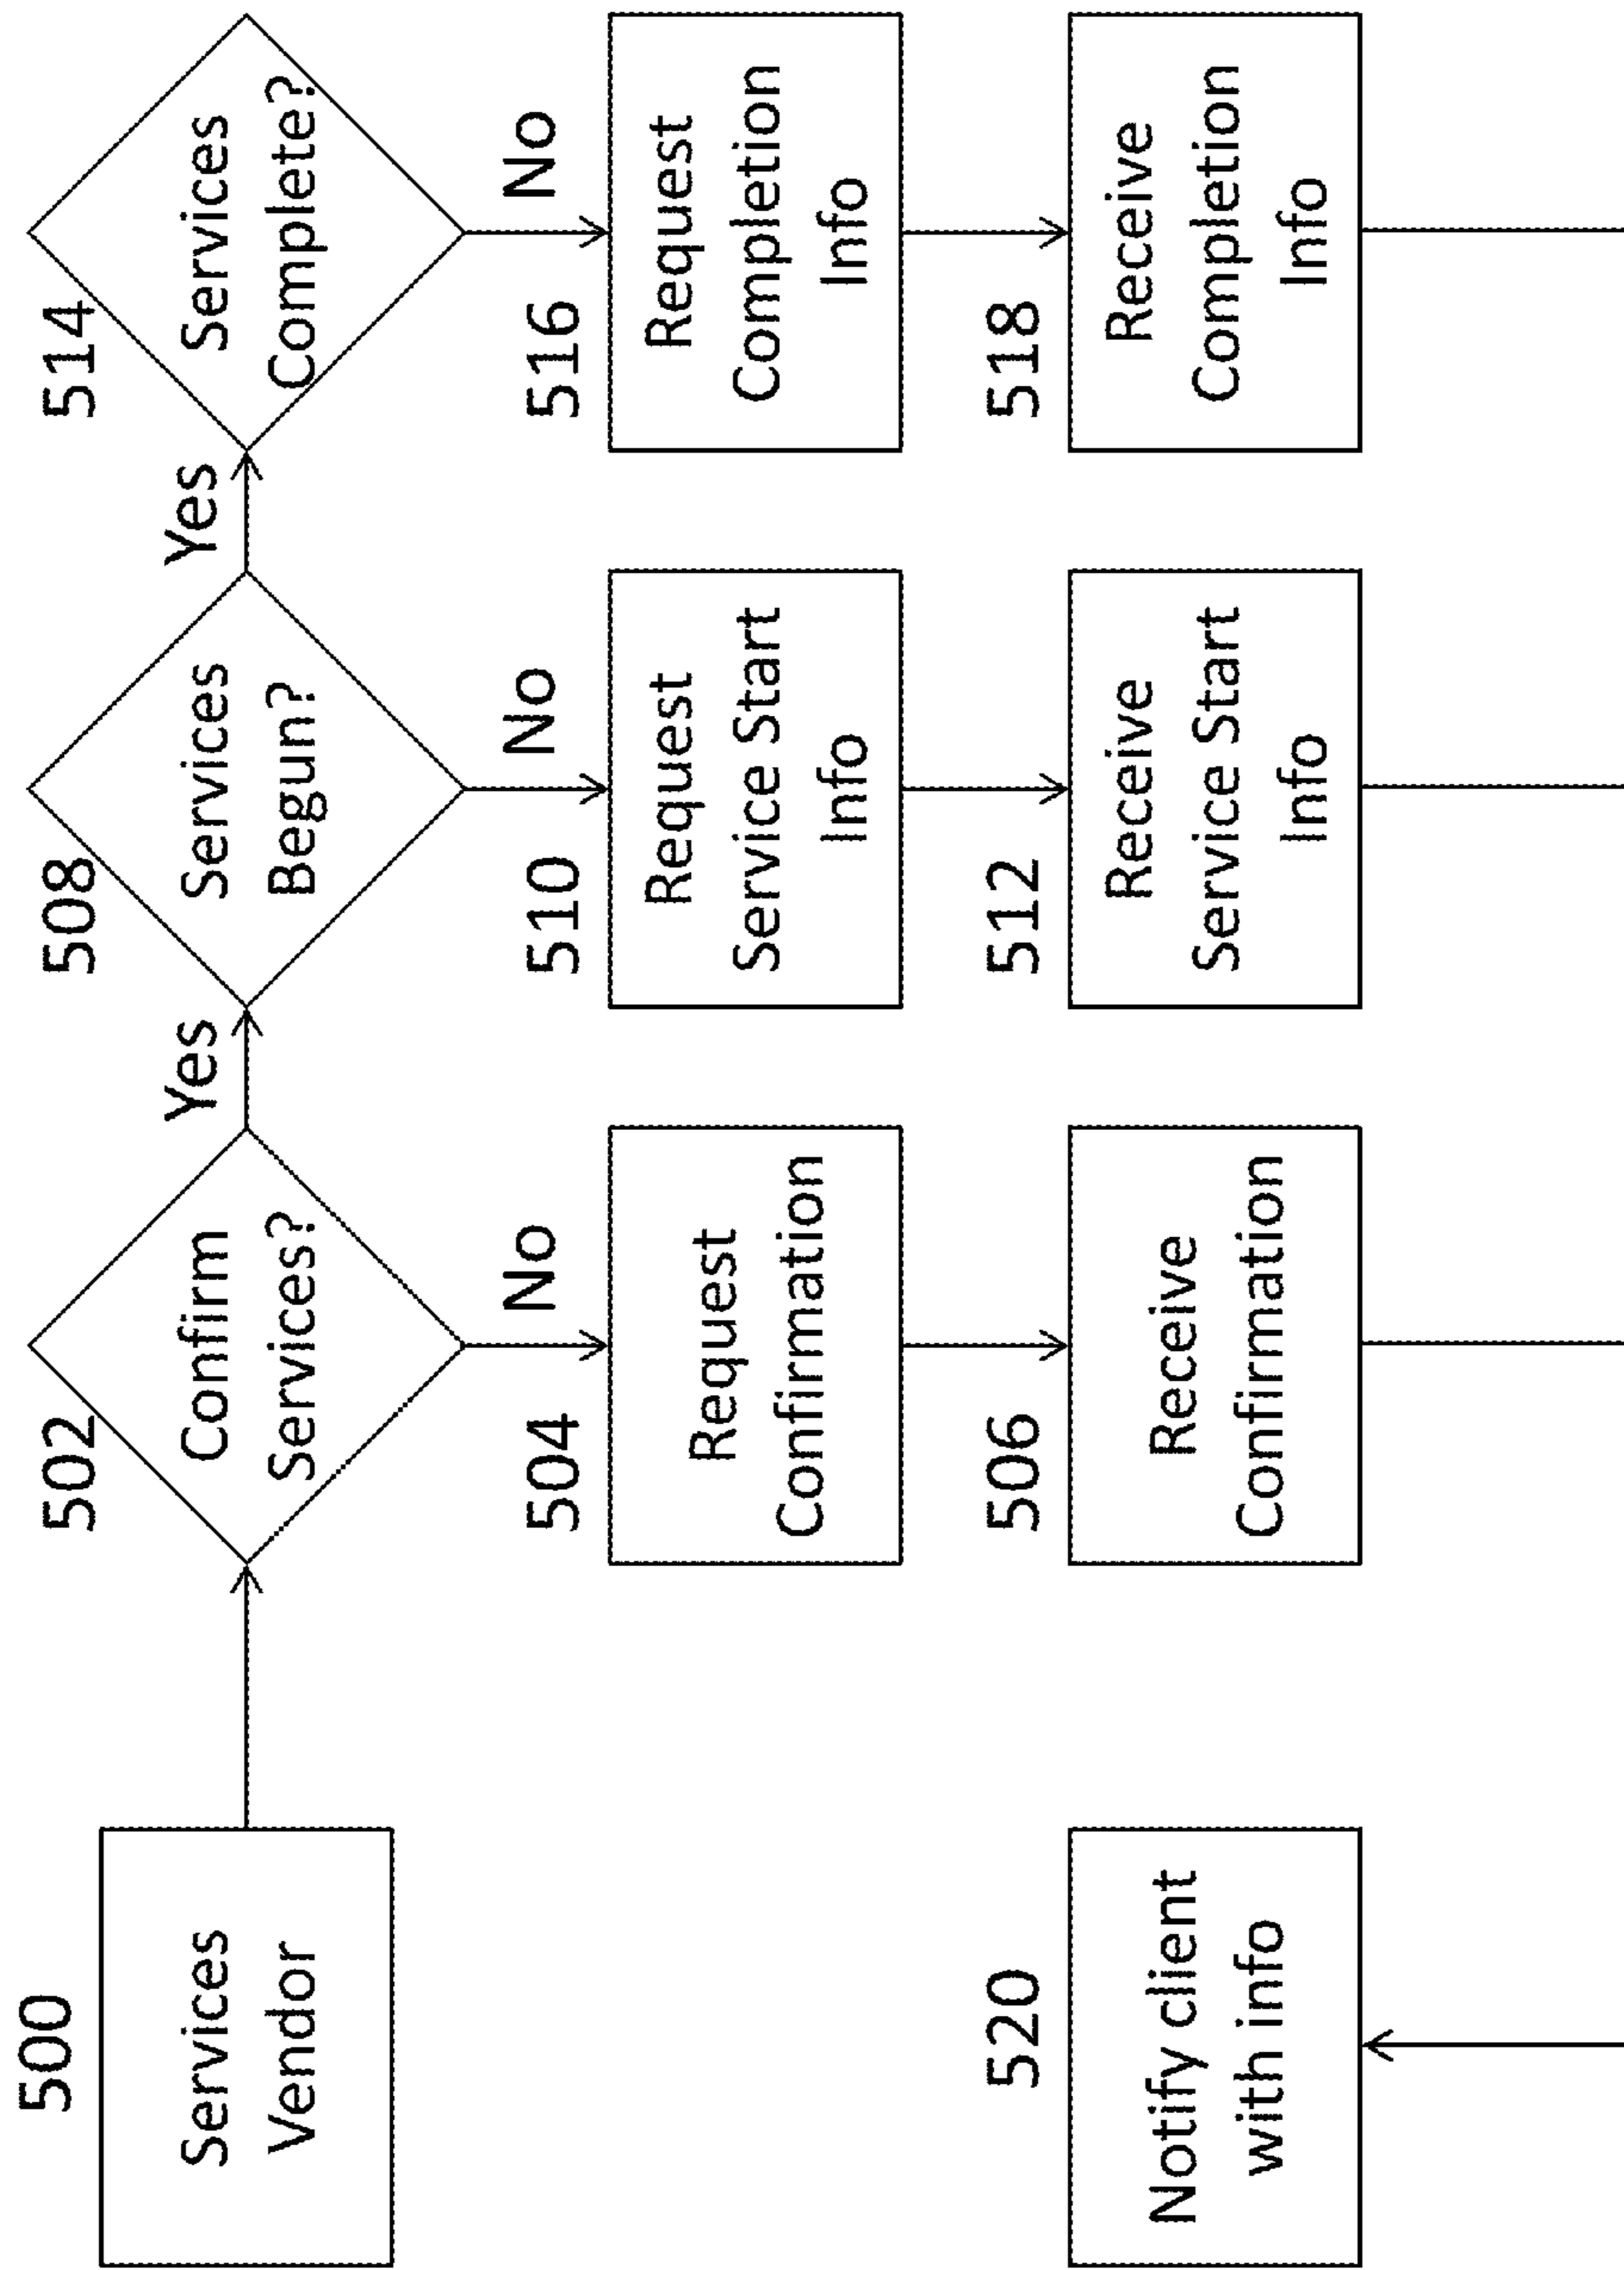 500
Services
Vendor
502
Confirm
Services?
Yes
508
Services
Begun?
Yes
514
Services
Complete?
No
No
No
504
Request
Confirmation
510
Request
Service Start
Info
516
Request
Completion
Info
520
Notify client
with info
506
Receive
Confirmation
512
Receive
Service Start
Info
518
Receive
Completion
Info